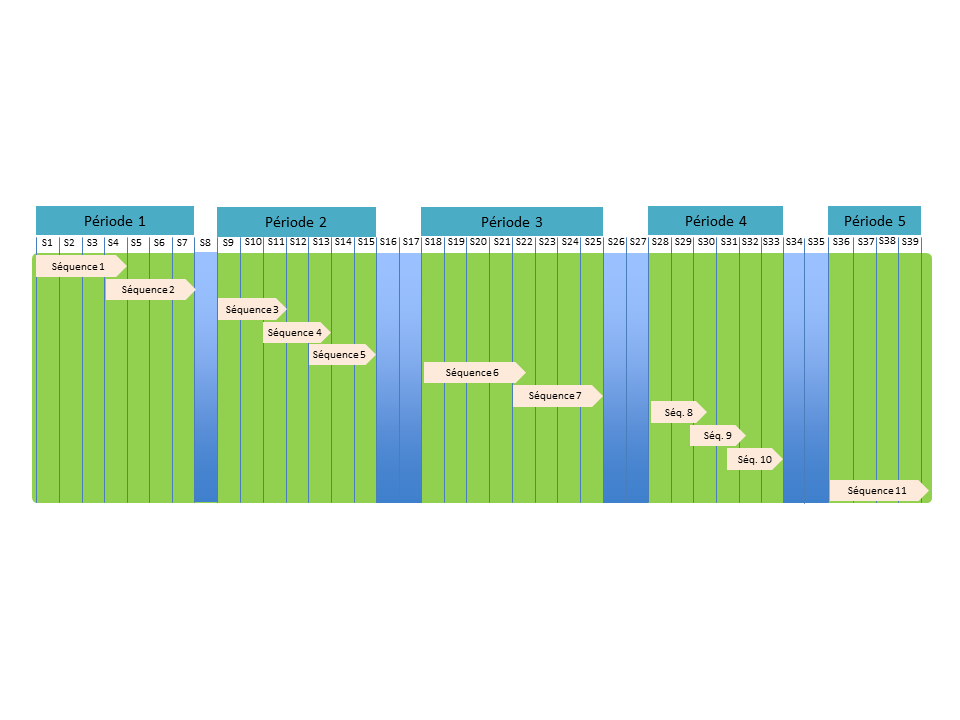 Période 1 Période 2 Période 3 Période 4 Période 5
S1 S2 S3 S4 S5 S6 S7 S8 S9 S10 S11 S12 S13 S14 S15 S16 S17 S18 S19 S20 S21 S22 S23 S24 S25 S26 S27 S28 S29 S30 S31 S32 S33 S34 S35 S36 S37 S38 S39
Séquence 1
Séquence 2
Séquence 3
Séquence 4
Séquence 5
Séquence 6
Séquence 7
Séq. 8
Séq. 9
Séq. 10
Séquence 11